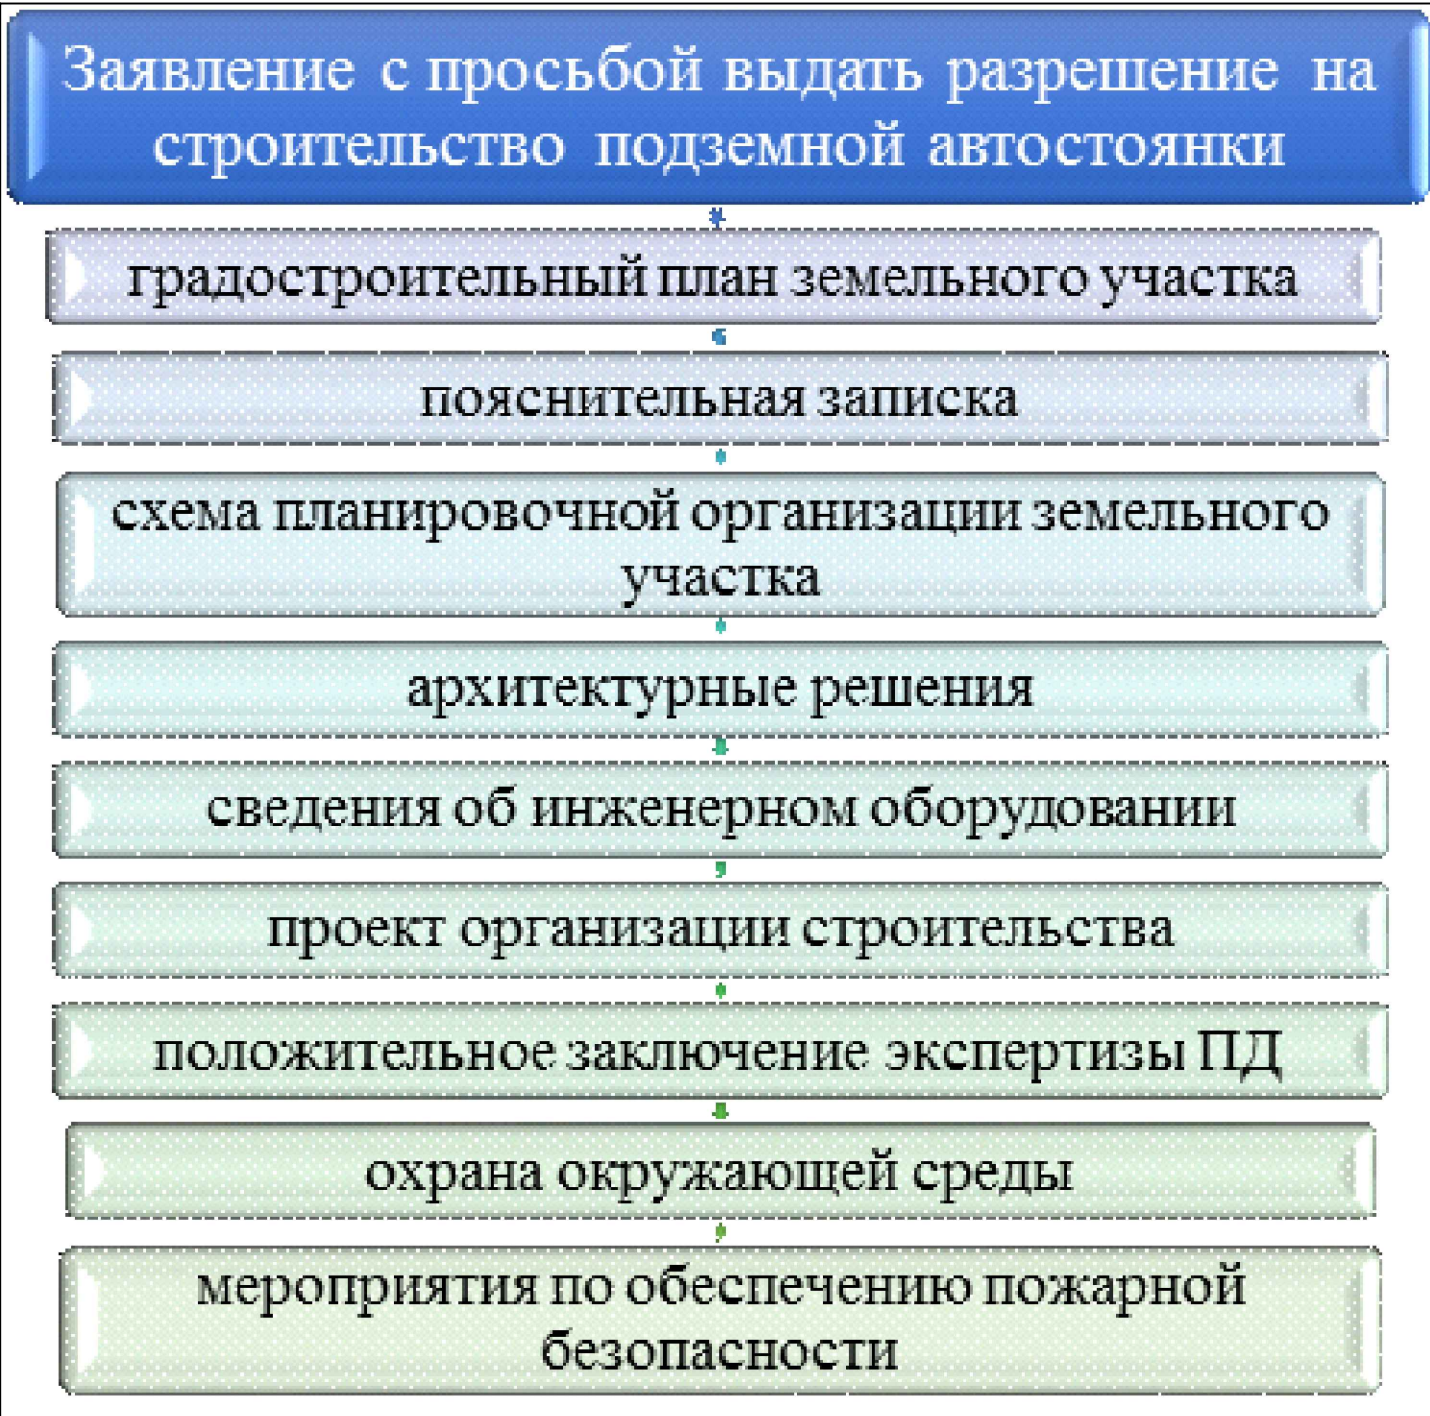 Заявление с просьбой выдать разрешение на
строительство подземной автостоянки
градостроительный план земельного участка
пояснительная записка
схема планировочной организации земельного
участка
архитектурные решения
сведения об инженерном оборудовании
проект организации строительства
положительное заключение экспертизы ПД
охрана окружающей среды
мероприятия по обеспечению пожарной
безопасности